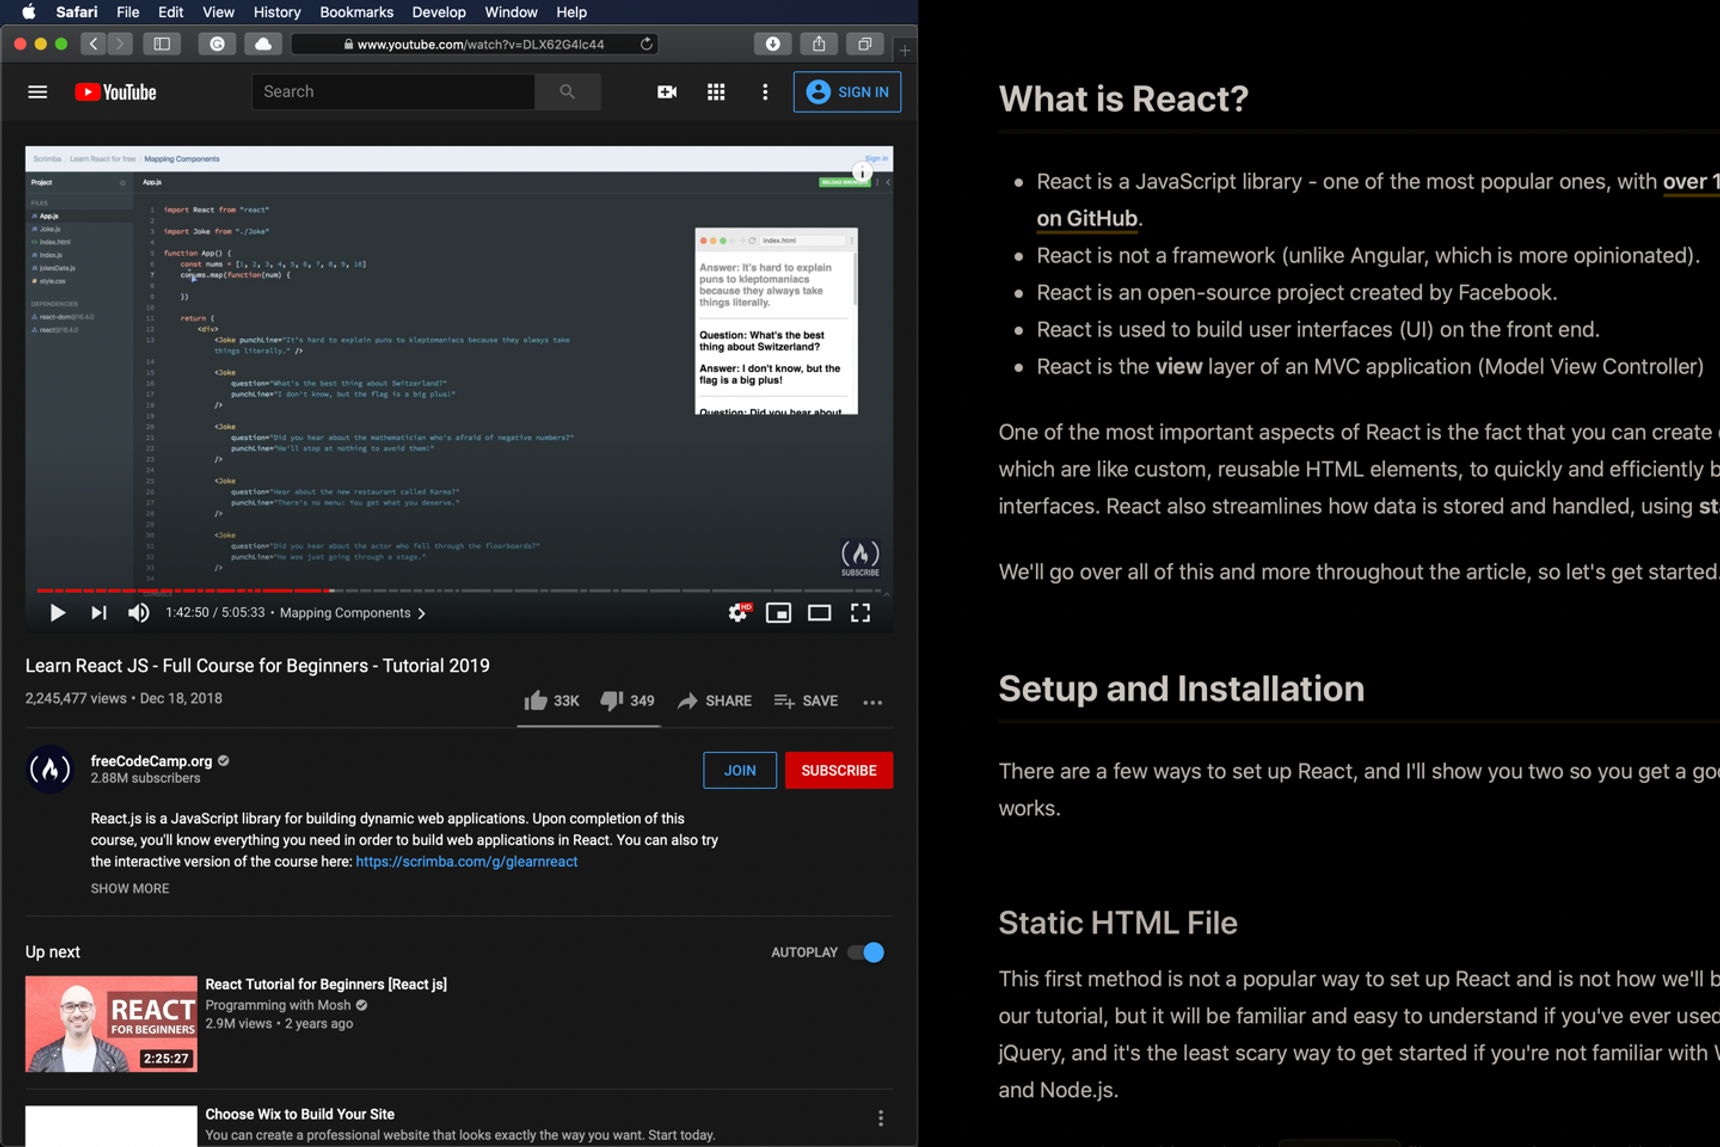 Safari File Edit View History Bookmarks Develop Window Help
www.youtube.com/watch?v=DLX62G4lc44
YouTube
Search
SIGN IN
Scrimba / Learn React for free / Mapping Components
Sign in
Project
App.js
RELOAD BROWSER
FILES
App.js
Joke.js
index.html
index.js
jokesData.js
style.css
DEPENDENCIES
react-dom@16.4.0
react@16.4.0
1 import React from "react"
2
3 import Joke from "./Joke"
4
5 function App() {
6 const nums = [1, 2, 3, 4, 5, 6, 7, 8, 9, 10]
7 conums.map(function(num) {
8
9 })
10
11 return (
12 <div>
13 <Joke punchLine="It's hard to explain puns to kleptomaniacs because they always take
things literally." />
14
15 <Joke
16 question="What's the best thing about Switzerland?"
17 punchLine="I don't know, but the flag is a big plus!"
18 />
19
20 <Joke
21 question="Did you hear about the mathematician who's afraid of negative numbers?"
22 punchLine="He'll stop at nothing to avoid them!"
23 />
24
25 <Joke
26 question="Hear about the new restaurant called Karma?"
27 punchLine="There's no menu: You get what you deserve."
28 />
29
30 <Joke
31 question="Did you hear about the actor who fell through the floorboards?"
32 punchLine="He was just going through a stage."
33 />
34
index.html
Answer: It's hard to explain
puns to kleptomaniacs
because they always take
things literally.
Question: What's the best
thing about Switzerland?
Answer: I don't know, but the
flag is a big plus!
Question: Did you hear about
SUBSCRIBE
CONSOLE
1:42:50 / 5:05:33 • Mapping Components
HD
Learn React JS - Full Course for Beginners - Tutorial 2019
2,245,477 views • Dec 18, 2018
33K 349 SHARE SAVE
freeCodeCamp.org
2.88M subscribers
JOIN SUBSCRIBE
React.js is a JavaScript library for building dynamic web applications. Upon completion of this
course, you'll know everything you need in order to build web applications in React. You can also try
the interactive version of the course here: https://scrimba.com/g/glearnreact
SHOW MORE
Up next
AUTOPLAY
REACT
FOR BEGINNERS
2:25:27
React Tutorial for Beginners [React js]
Programming with Mosh
2.9M views • 2 years ago
Choose Wix to Build Your Site
You can create a professional website that looks exactly the way you want. Start today.
What is React?
React is a JavaScript library - one of the most popular ones, with over 1
on GitHub.
React is not a framework (unlike Angular, which is more opinionated).
React is an open-source project created by Facebook.
React is used to build user interfaces (UI) on the front end.
React is the view layer of an MVC application (Model View Controller)
One of the most important aspects of React is the fact that you can create
which are like custom, reusable HTML elements, to quickly and efficiently b
interfaces. React also streamlines how data is stored and handled, using sta
We'll go over all of this and more throughout the article, so let's get started.
Setup and Installation
There are a few ways to set up React, and I'll show you two so you get a goo
works.
Static HTML File
This first method is not a popular way to set up React and is not how we'll b
our tutorial, but it will be familiar and easy to understand if you've ever used
jQuery, and it's the least scary way to get started if you're not familiar with W
and Node.js.